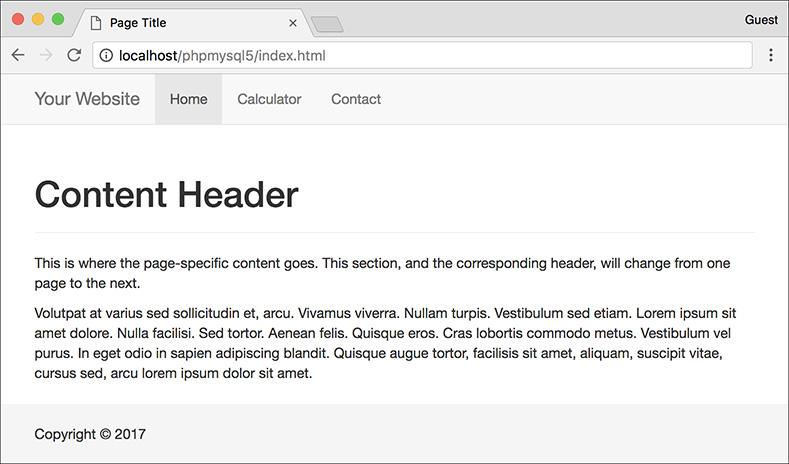 Page Title
Guest
localhost/phpmysql5/index.html
Your Website Home Calculator Contact
Content Header
This is where the page-specific content goes. This section, and the corresponding header, will change from one
page to the next.
Volutpat at varius sed sollicitudin et, arcu. Vivamus viverra. Nullam turpis. Vestibulum sed etiam. Lorem ipsum sit
amet dolore. Nulla facilisi. Sed tortor. Aenean felis. Quisque eros. Cras lobortis commodo metus. Vestibulum vel
purus. In eget odio in sapien adipiscing blandit. Quisque augue tortor, facilisis sit amet, aliquam, suscipit vitae,
cursus sed, arcu lorem ipsum dolor sit amet.
Copyright © 2017